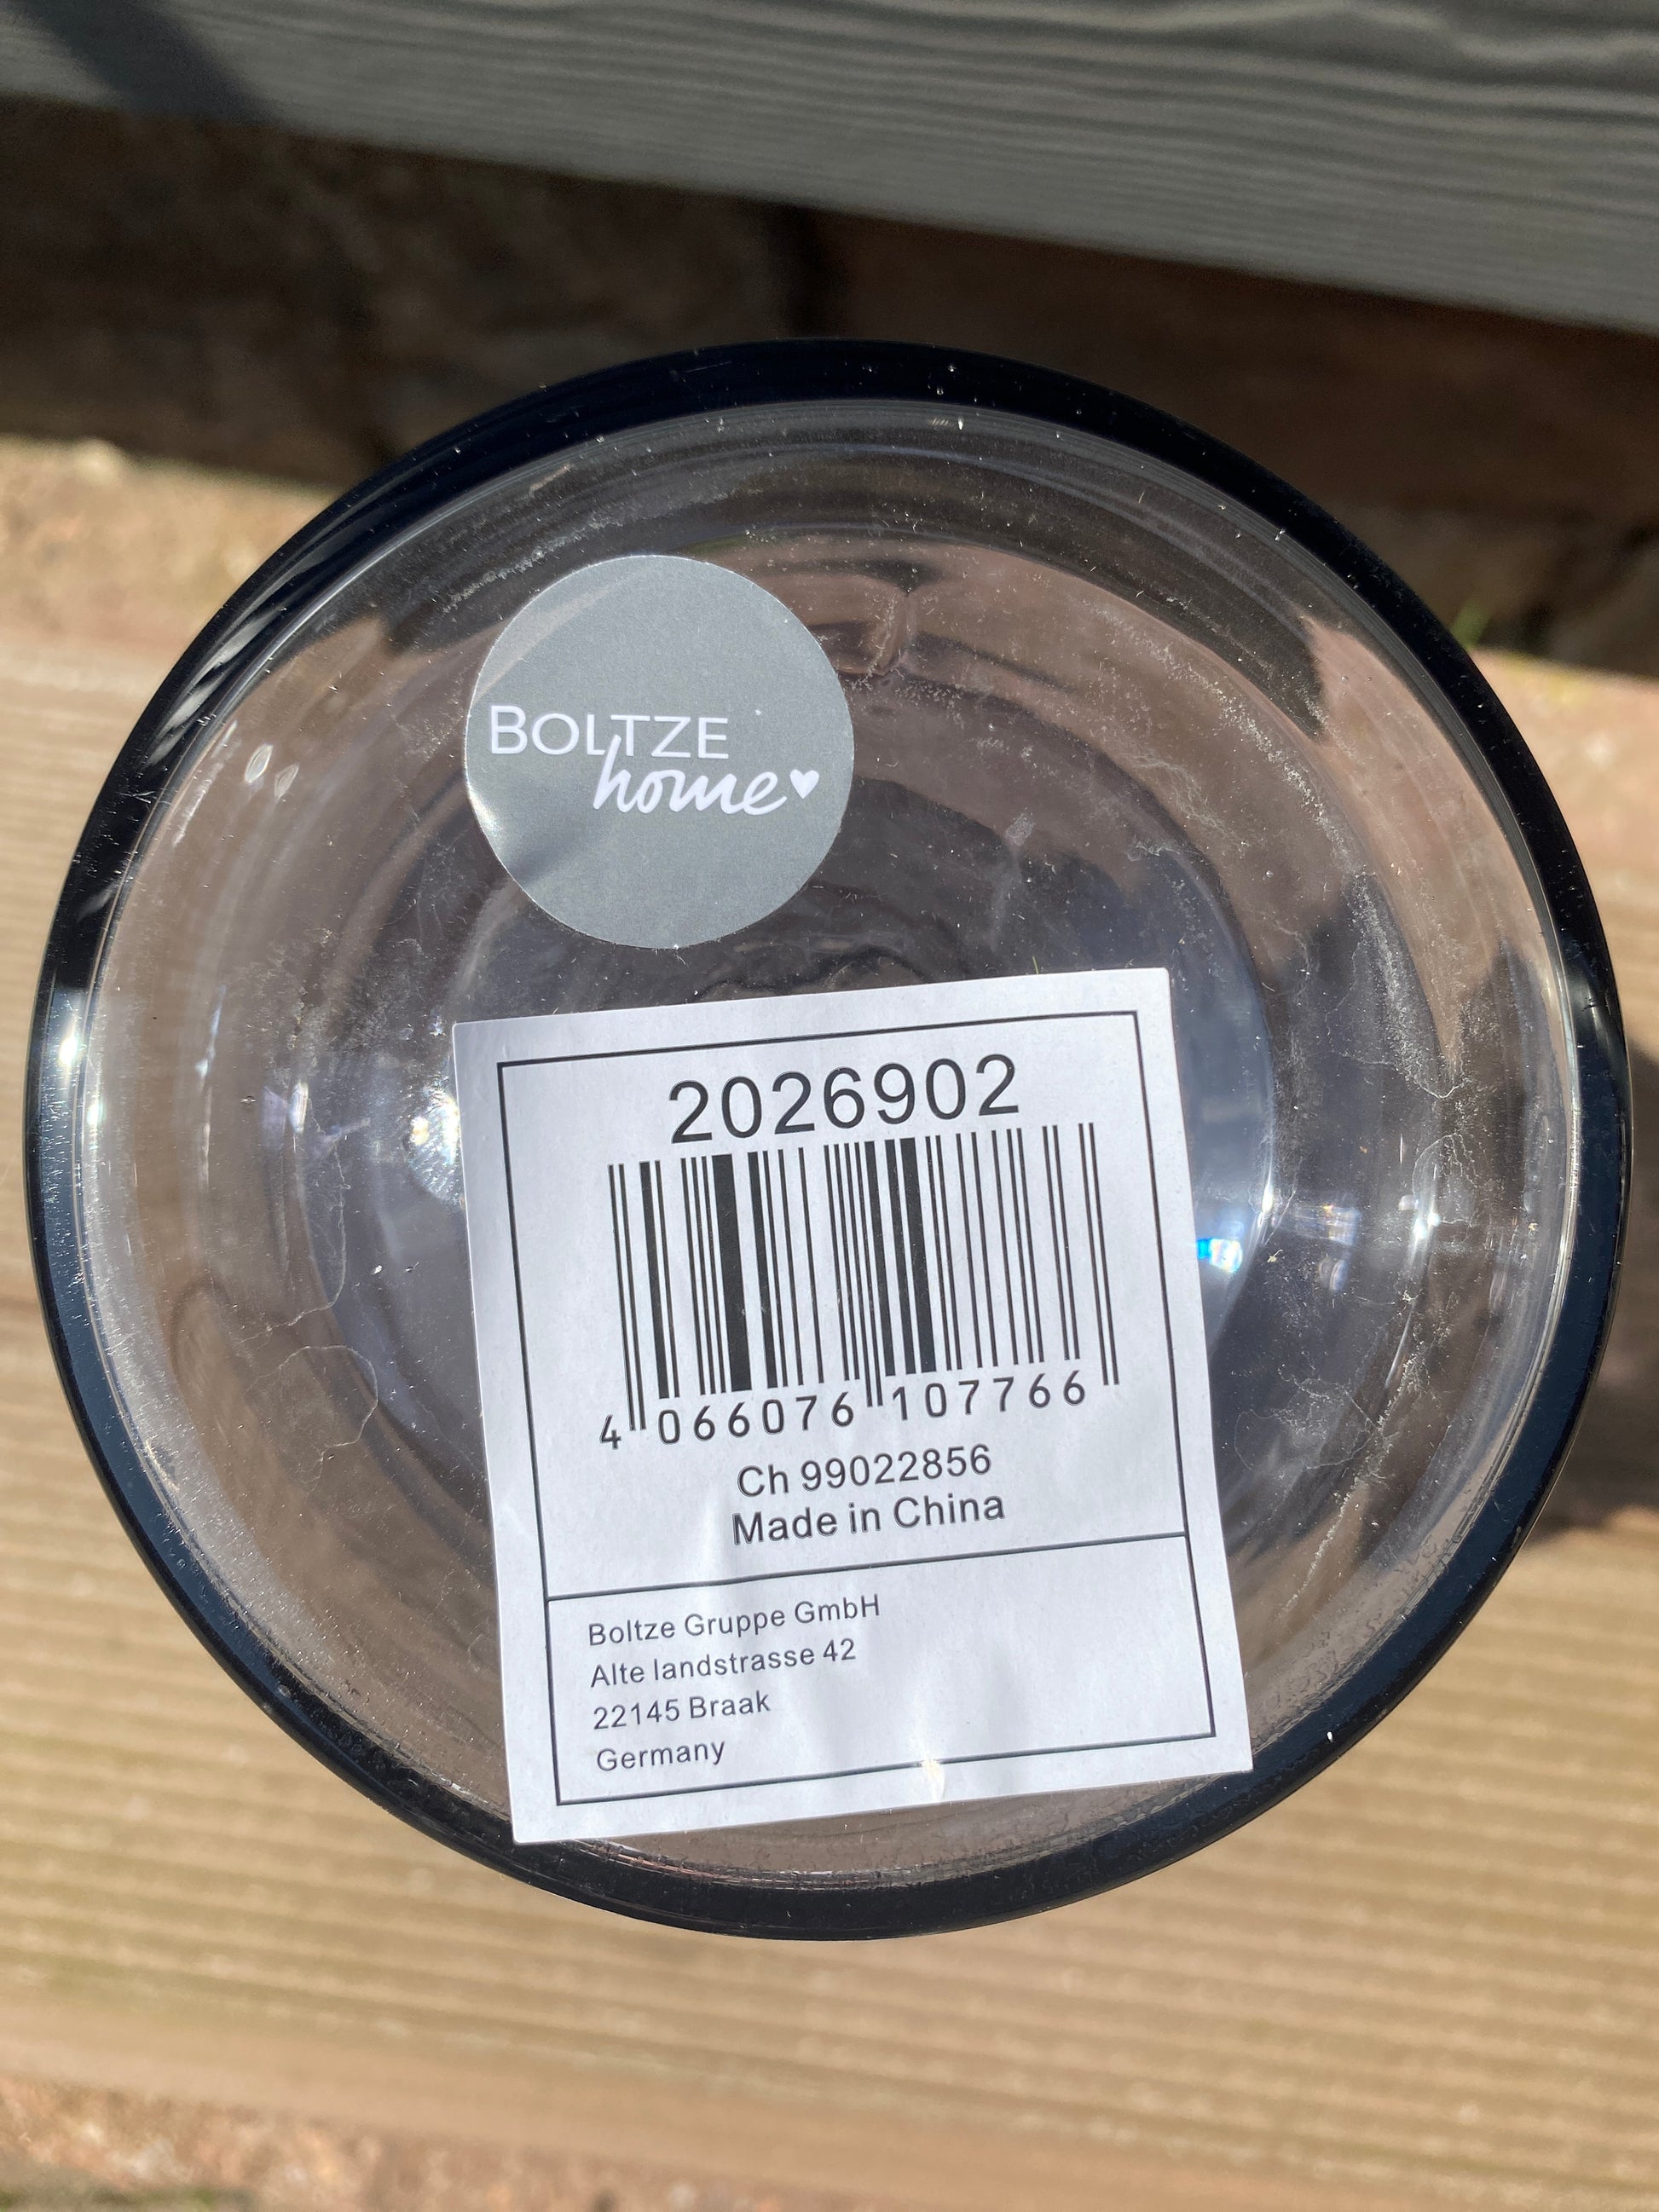 BOLTZE
home♥
2026902
4 066076 107766
Ch 99022856
Made in China
Boltze Gruppe GmbH
Alte landstrasse 42
22145 Braak
Germany